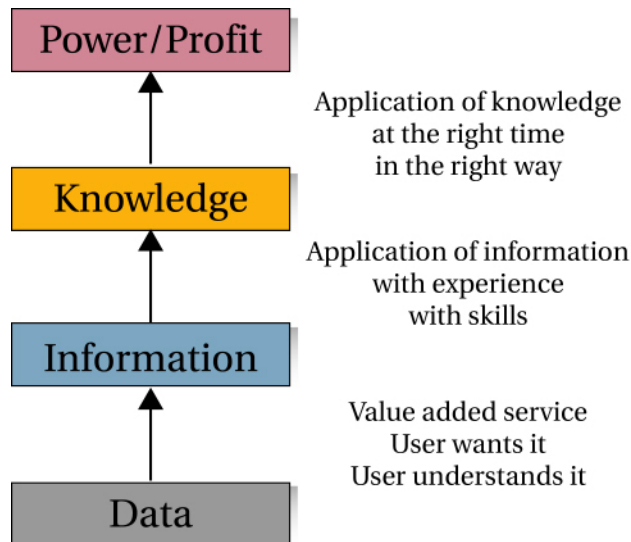 Power/Profit
Application of knowledge
at the right time
in the right way
Knowledge
Application of information
with experience
with skills
Information
Value added service
User wants it
User understands it
Data